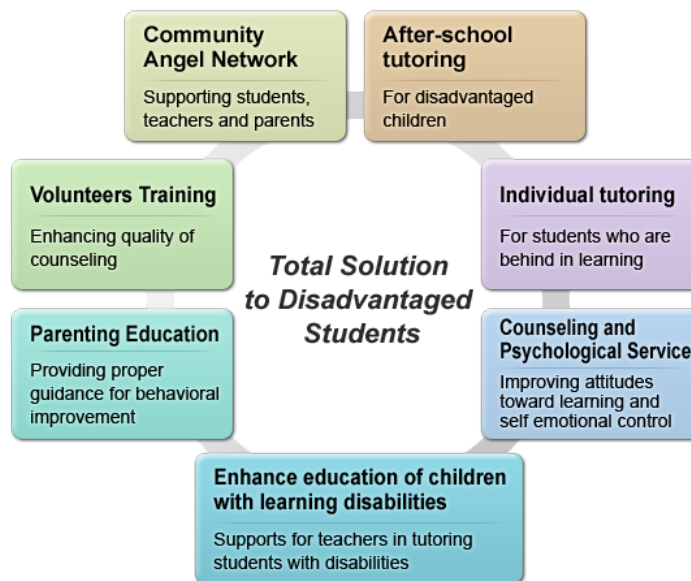 Community
Angel Network
Supporting students,
teachers and parents
After-school
tutoring
For disadvantaged
children
Volunteers Training
Enhancing quality of
counseling
Individual tutoring
For students who are
behind in learning
Total Solution
to Disadvantaged
Students
Parenting Education
Providing proper
guidance for behavioral
improvement
Counseling and
Psychological Service
Improving attitudes
toward learning and
self emotional control
Enhance education of children
with learning disabilities
Supports for teachers in tutoring
students with disabilities